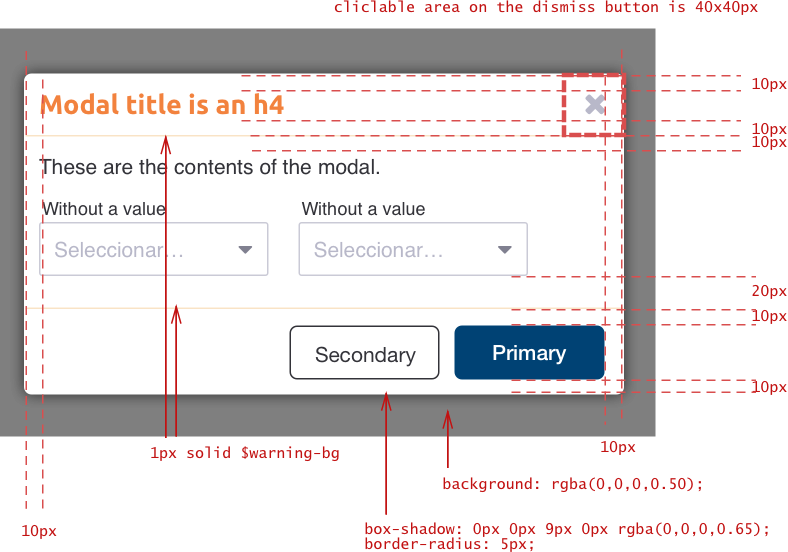 cliclable area on the dismiss button is 40x40px
Modal title is an h4
10px
10px
10px
These are the contents of the modal.
Without a value
Without a value
Seleccionar...
Seleccionar...
20px
10px
Secondary
Primary
10px
10px
1px solid $warning-bg
background: rgba(0,0,0,0.50);
10px
box-shadow: 0px 0px 9px 0px rgba(0,0,0,0.65);
border-radius: 5px;